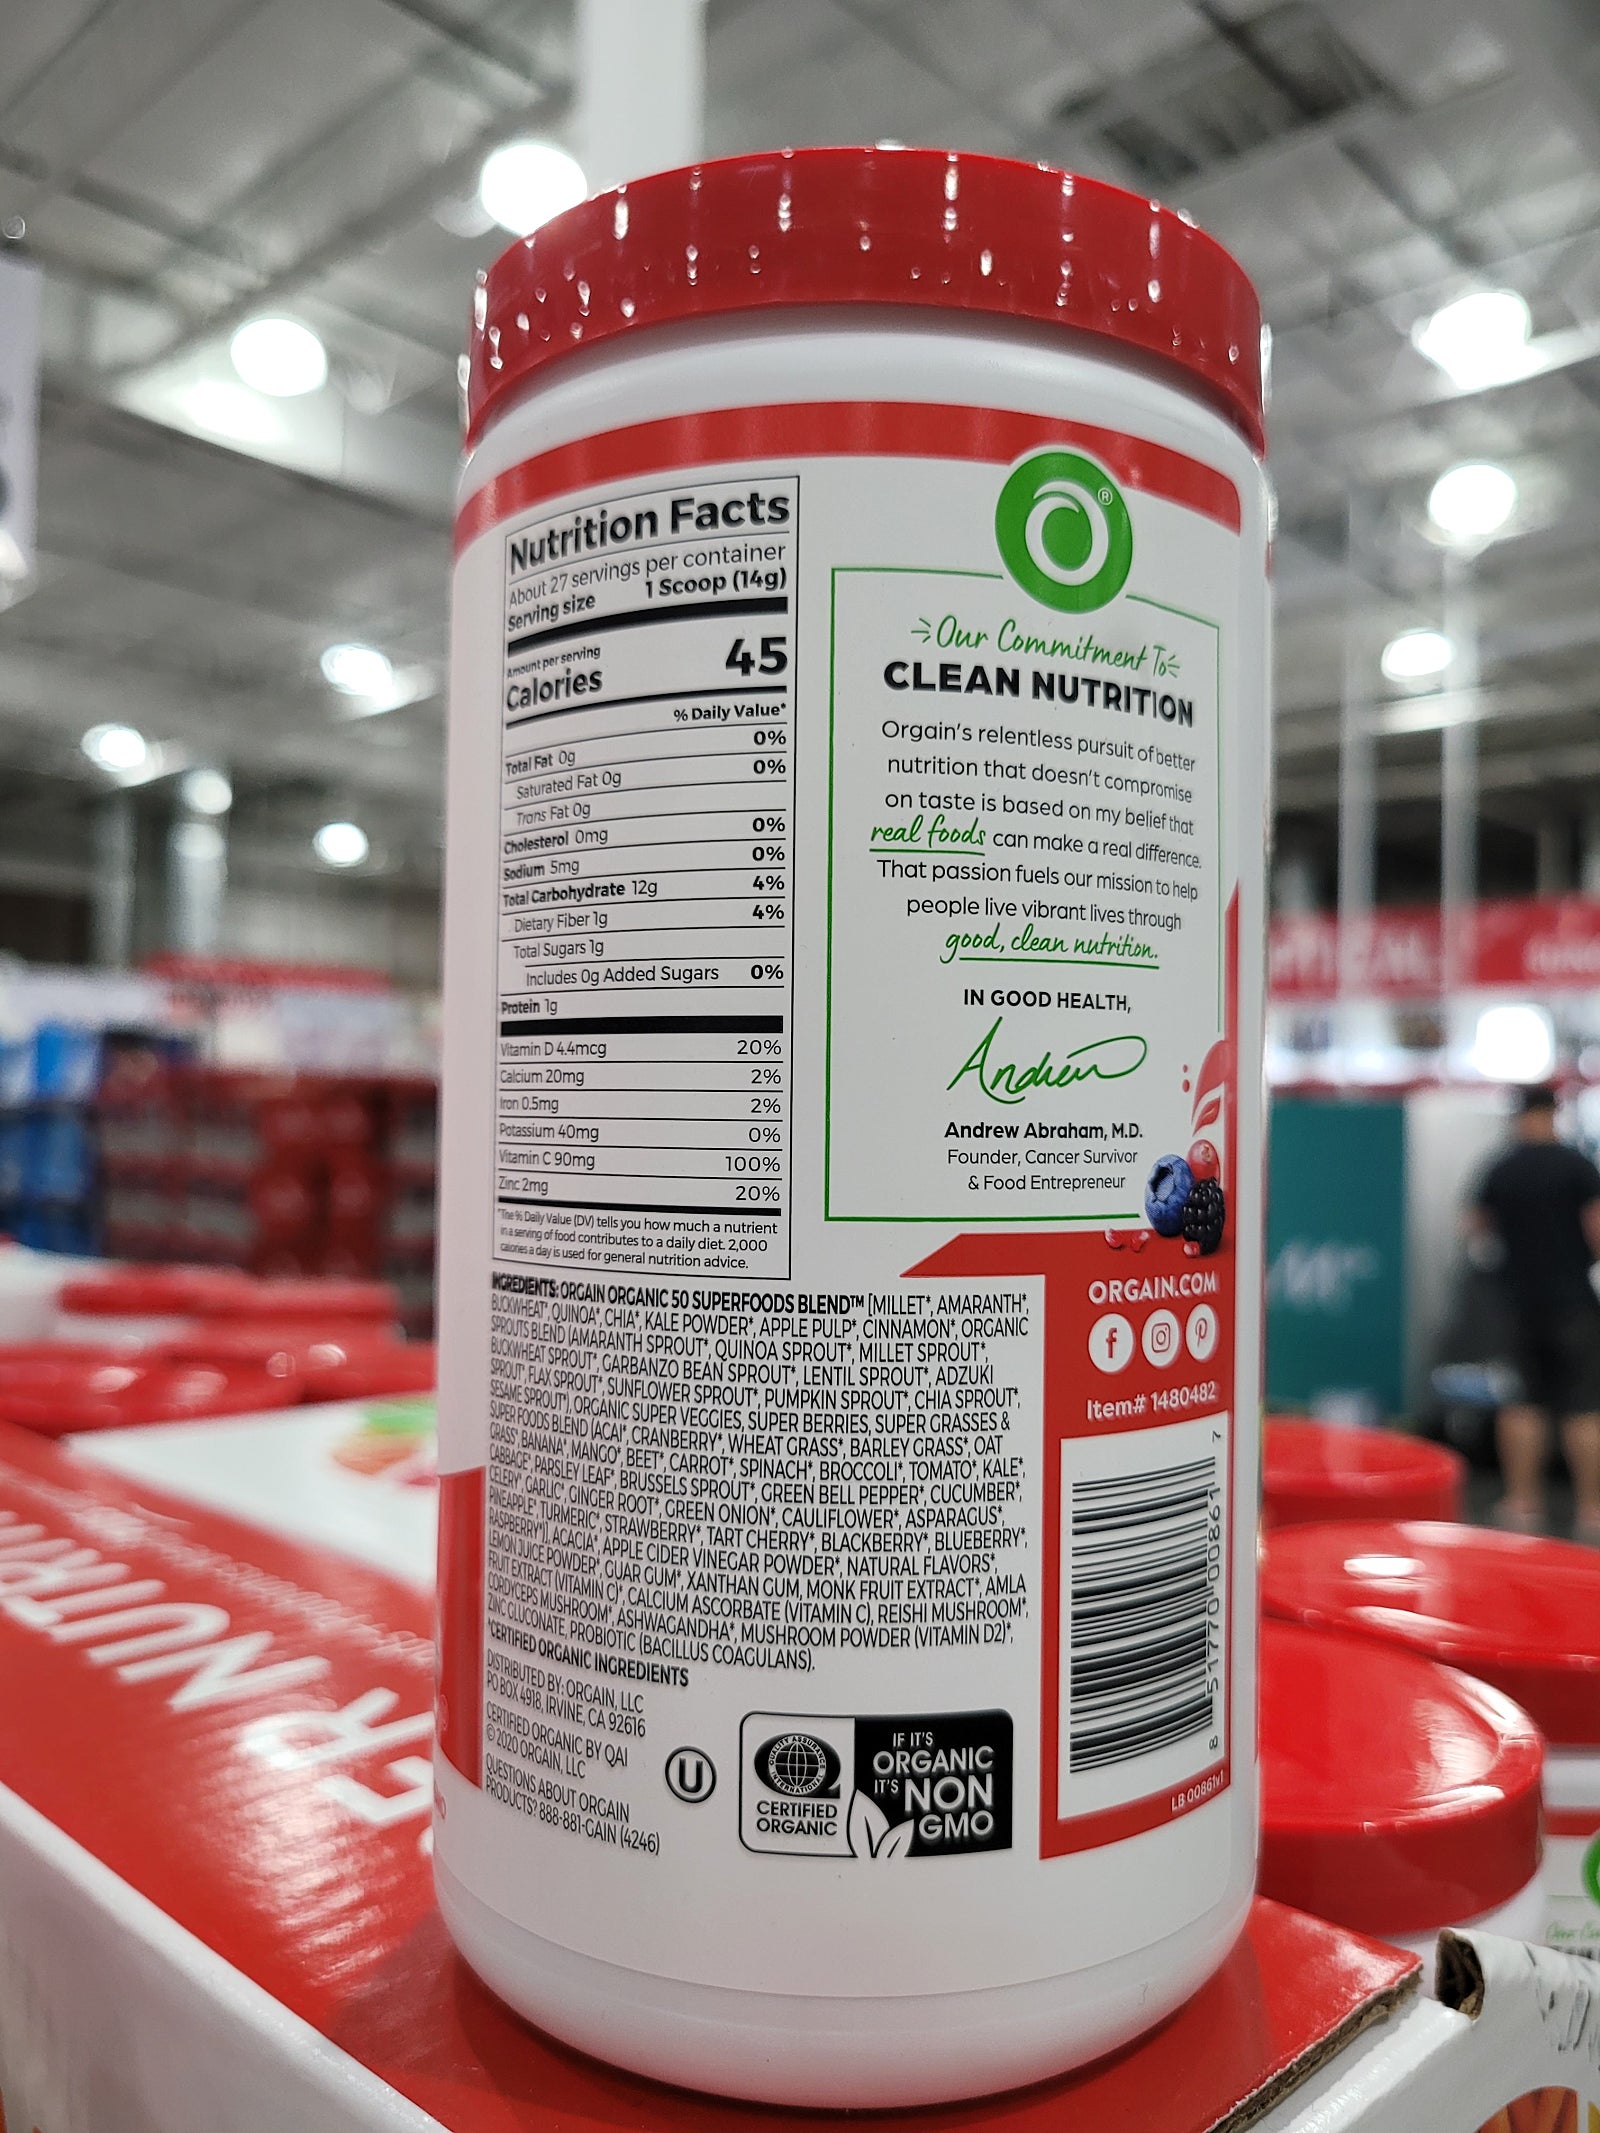 Nutrition Facts
About 27 servings per container
Serving size 1 Scoop (14g)
Amount per serving
Calories 45
% Daily Value*
Total Fat 0g 0%
Saturated Fat 0g 0%
Trans Fat 0g
Cholesterol 0mg 0%
Sodium 5mg 0%
Total Carbohydrate 12g 4%
Dietary Fiber 1g 4%
Total Sugars 1g
Includes 0g Added Sugars 0%
Protein 1g
Vitamin D 4.4mcg 20%
Calcium 20mg 2%
Iron 0.5mg 2%
Potassium 40mg 0%
Vitamin C 90mg 100%
Zinc 2mg 20%
*The % Daily Value (DV) tells you how much a nutrient
in a serving of food contributes to a daily diet. 2,000
calories a day is used for general nutrition advice.
INGREDIENTS: ORGAIN ORGANIC 50 SUPERFOODS BLEND™ [MILLET*, AMARANTH*,
BUCKWHEAT*, QUINOA*, CHIA*, KALE POWDER*, APPLE PULP*, CINNAMON*, ORGANIC
SPROUTS BLEND (AMARANTH SPROUT*, QUINOA SPROUT*, MILLET SPROUT*,
BUCKWHEAT SPROUT*, GARBANZO BEAN SPROUT*, LENTIL SPROUT*, ADZUKI
SPROUT*, FLAX SPROUT*, SUNFLOWER SPROUT*, PUMPKIN SPROUT*, CHIA SPROUT*,
SESAME SPROUT*), ORGANIC SUPER VEGGIES, SUPER BERRIES, SUPER GRASSES &
SUPER FOODS BLEND (ACAI*, CRANBERRY*, WHEAT GRASS*, BARLEY GRASS*, OAT
GRASS*, BANANA*, MANGO*, BEET*, CARROT*, SPINACH*, BROCCOLI*, TOMATO*, KALE*,
CABBAGE*, PARSLEY LEAF*, BRUSSELS SPROUT*, GREEN BELL PEPPER*, CUCUMBER*,
CELERY*, GARLIC*, GINGER ROOT*, GREEN ONION*, CAULIFLOWER*, ASPARAGUS*,
PINEAPPLE*, TURMERIC*, STRAWBERRY*, TART CHERRY*, BLACKBERRY*, BLUEBERRY*,
RASPBERRY*)], ACACIA*, APPLE CIDER VINEGAR POWDER*, NATURAL FLAVORS*,
LEMON JUICE POWDER*, GUAR GUM*, XANTHAN GUM, MONK FRUIT EXTRACT*, AMLA
FRUIT EXTRACT (VITAMIN C)*, CALCIUM ASCORBATE (VITAMIN C), REISHI MUSHROOM*,
CORDYCEPS MUSHROOM*, ASHWAGANDHA*, MUSHROOM POWDER (VITAMIN D2)*,
ZINC GLUCONATE, PROBIOTIC (BACILLUS COAGULANS).
*CERTIFIED ORGANIC INGREDIENTS
DISTRIBUTED BY: ORGAIN, LLC
PO BOX 4918, IRVINE, CA 92616
CERTIFIED ORGANIC BY QAI
© 2020 ORGAIN, LLC
QUESTIONS ABOUT ORGAIN
PRODUCTS? 888-881-GAIN (4246)
U
QUALITY ASSURANCE INTERNATIONAL
CERTIFIED
ORGANIC
IF IT'S
ORGANIC
IT'S NON
GMO
®
Our Commitment To
CLEAN NUTRITION
Orgain's relentless pursuit of better
nutrition that doesn't compromise
on taste is based on my belief that
real foods can make a real difference.
That passion fuels our mission to help
people live vibrant lives through
good, clean nutrition.
IN GOOD HEALTH,
Andrew
Andrew Abraham, M.D.
Founder, Cancer Survivor
& Food Entrepreneur
ORGAIN.COM
Item# 1480482
8 51770 00861 7
LB 00861v1
NUTRI
ER